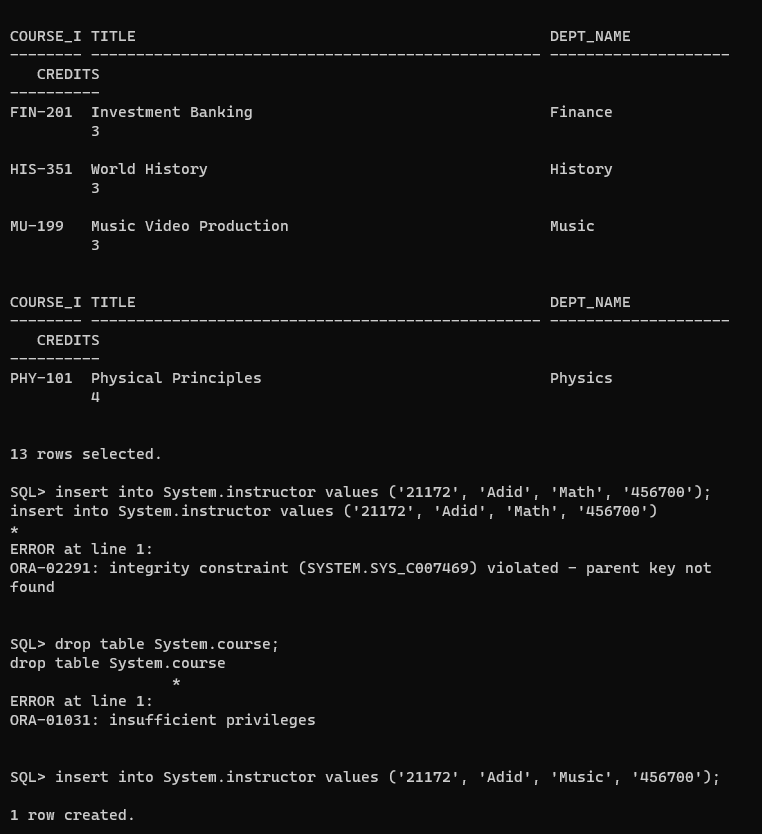 COURSE_I TITLE                                              DEPT_NAME
-------- -------------------------------------------------- --------------------
   CREDITS
----------
FIN-201  Investment Banking                                 Finance
         3

HIS-351  World History                                      History
         3

MU-199   Music Video Production                             Music
         3


COURSE_I TITLE                                              DEPT_NAME
-------- -------------------------------------------------- --------------------
   CREDITS
----------
PHY-101  Physical Principles                                Physics
         4


13 rows selected.

SQL> insert into System.instructor values ('21172', 'Adid', 'Math', '456700');
insert into System.instructor values ('21172', 'Adid', 'Math', '456700')
*
ERROR at line 1:
ORA-02291: integrity constraint (SYSTEM.SYS_C007469) violated - parent key not
found


SQL> drop table System.course;
drop table System.course
                  *
ERROR at line 1:
ORA-01031: insufficient privileges


SQL> insert into System.instructor values ('21172', 'Adid', 'Music', '456700');

1 row created.